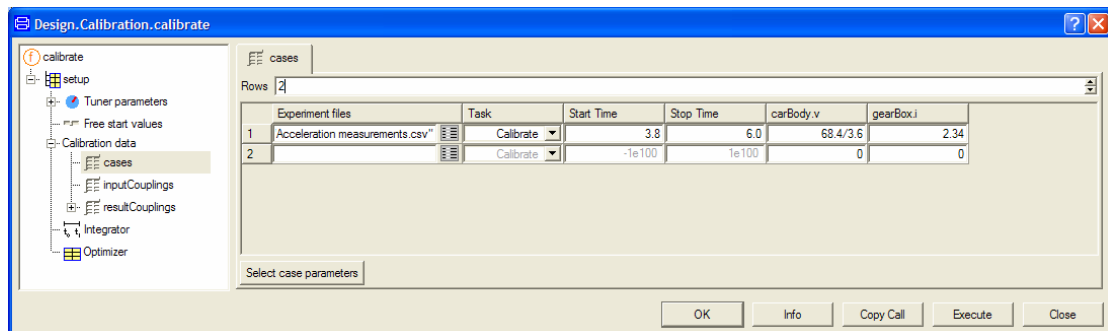 Design.Calibration.calibrate
calibrate
setup
Tuner parameters
Free start values
Calibration data
cases
inputCouplings
resultCouplings
Integrator
Optimizer
cases
Rows 2
Experiment files Task Start Time Stop Time carBody.v gearBox.i
1 Acceleration measurements.csv" Calibrate 3.8 6.0 68.4/3.6 2.34
2 Calibrate -1e100 1e100 0 0
Select case parameters
OK Info Copy Call Execute Close